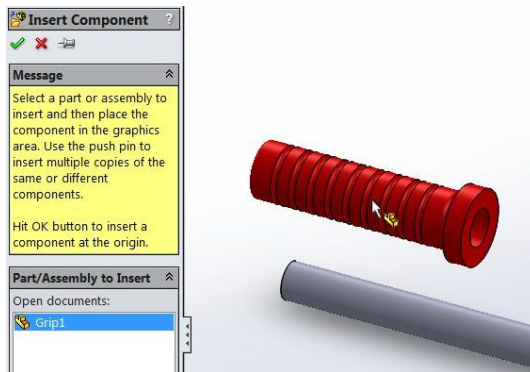 Insert Component ?
Message
Select a part or assembly to
insert and then place the
component in the graphics
area. Use the push pin to
insert multiple copies of the
same or different
components.
Hit OK button to insert a
component at the origin.
Part/Assembly to Insert
Open documents:
Grip1